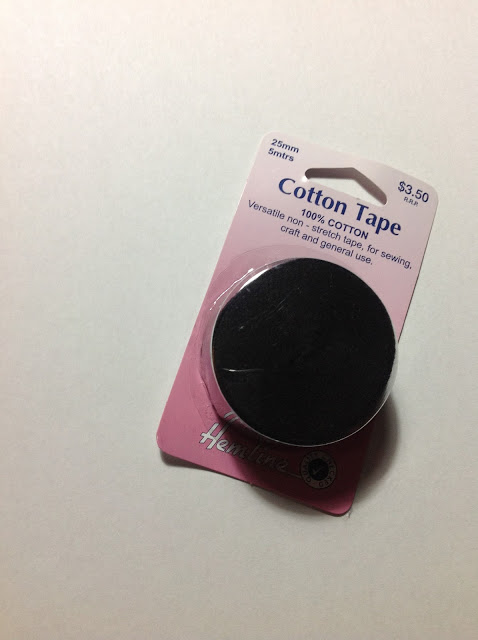 25mm
5mtrs
$3.50
R.R.P.
Cotton Tape
100% COTTON
Versatile non - stretch tape, for sewing,
craft and general use.
Hemline